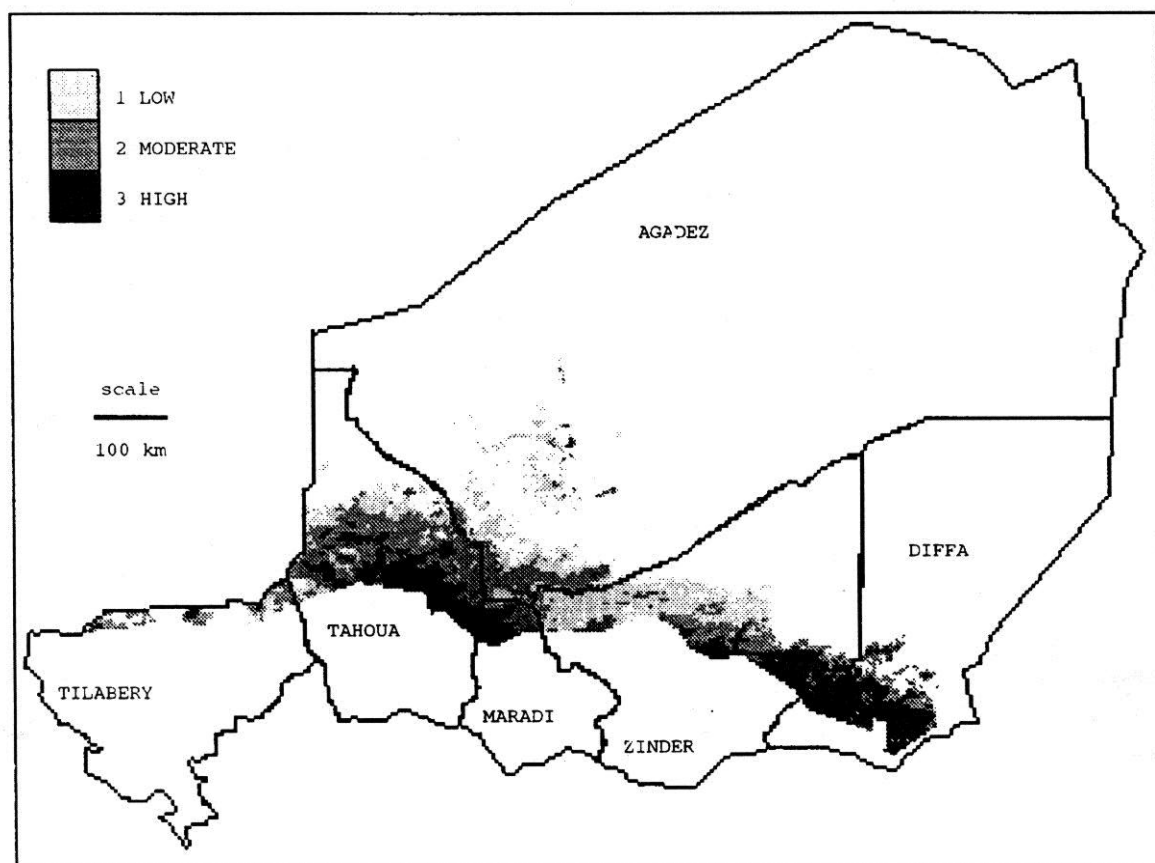 1 LOW
2 MODERATE
3 HIGH
AGADEZ
scale
100 km
DIFFA
TAHOUA
TILABERY
MARADI
ZINDER